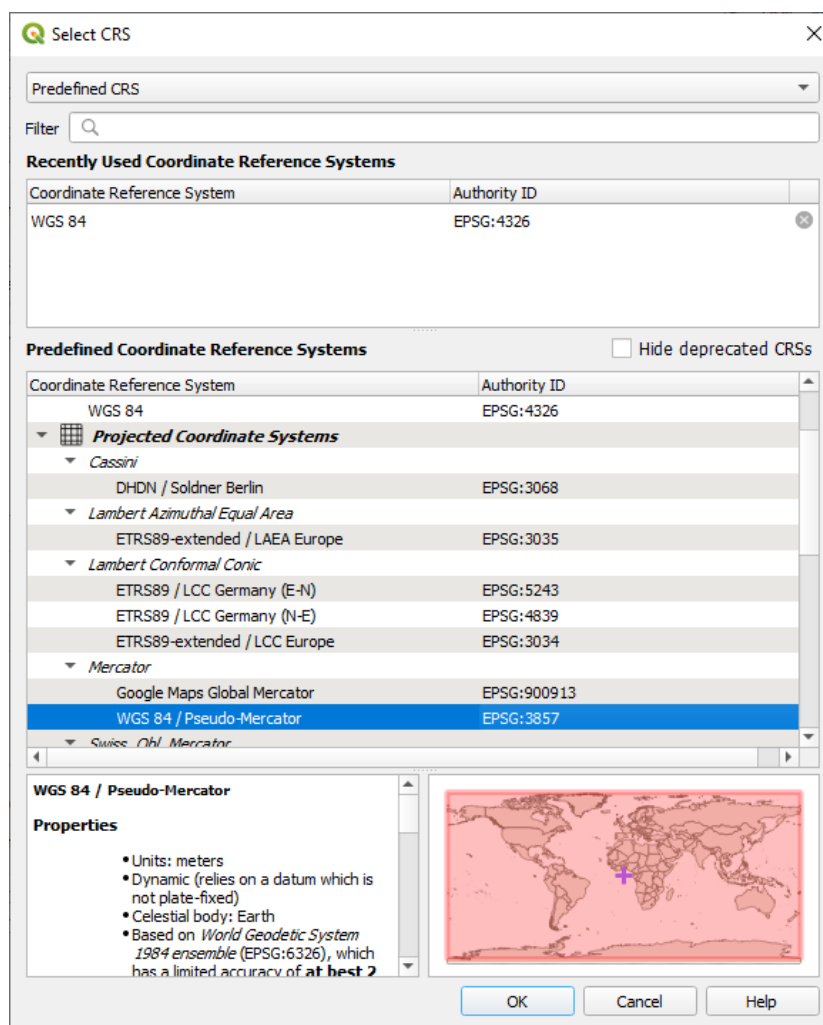 Select CRS
Predefined CRS
Filter
Recently Used Coordinate Reference Systems
Coordinate Reference System Authority ID
WGS 84 EPSG:4326
Predefined Coordinate Reference Systems Hide deprecated CRSs
Coordinate Reference System Authority ID
WGS 84 EPSG:4326
Projected Coordinate Systems
Cassini
DHDN / Soldner Berlin EPSG:3068
Lambert Azimuthal Equal Area
ETRS89-extended / LAEA Europe EPSG:3035
Lambert Conformal Conic
ETRS89 / LCC Germany (E-N) EPSG:5243
ETRS89 / LCC Germany (N-E) EPSG:4839
ETRS89-extended / LCC Europe EPSG:3034
Mercator
Google Maps Global Mercator EPSG:900913
WGS 84 / Pseudo-Mercator EPSG:3857
Swiss. Obl. Mercator
WGS 84 / Pseudo-Mercator
Properties
• Units: meters
• Dynamic (relies on a datum which is
not plate-fixed)
• Celestial body: Earth
• Based on World Geodetic System
1984 ensemble (EPSG:6326), which
has a limited accuracy of at best 2
OK Cancel Help